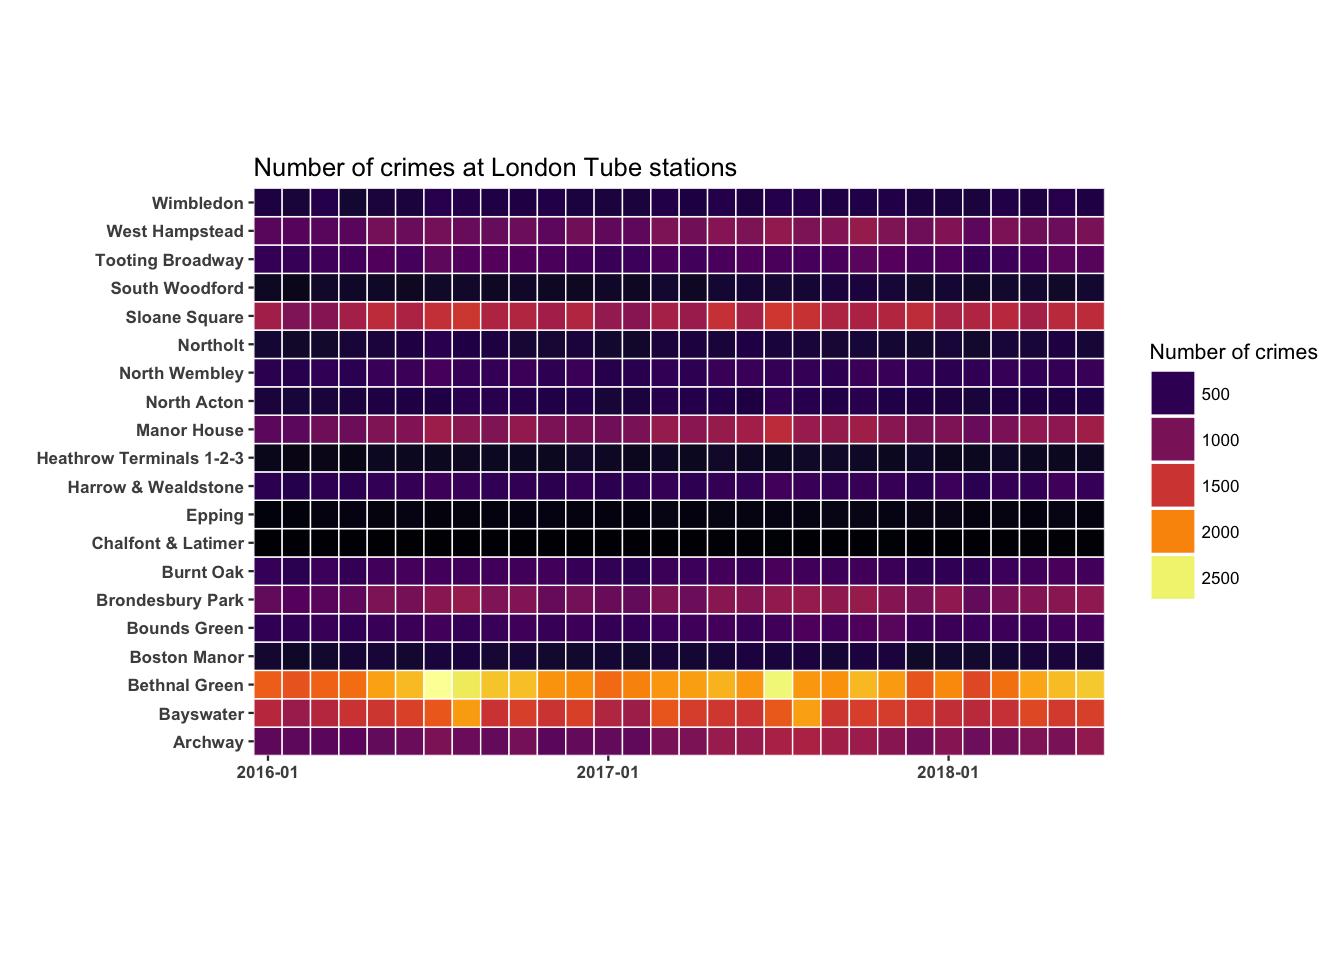 Number of crimes at London Tube stations
Wimbledon
West Hampstead
Tooting Broadway
South Woodford
Sloane Square
Northolt
North Wembley
North Acton
Manor House
Heathrow Terminals 1-2-3
Harrow & Wealdstone
Epping
Chalfont & Latimer
Burnt Oak
Brondesbury Park
Bounds Green
Boston Manor
Bethnal Green
Bayswater
Archway
2016-01 2017-01 2018-01
Number of crimes
500
1000
1500
2000
2500